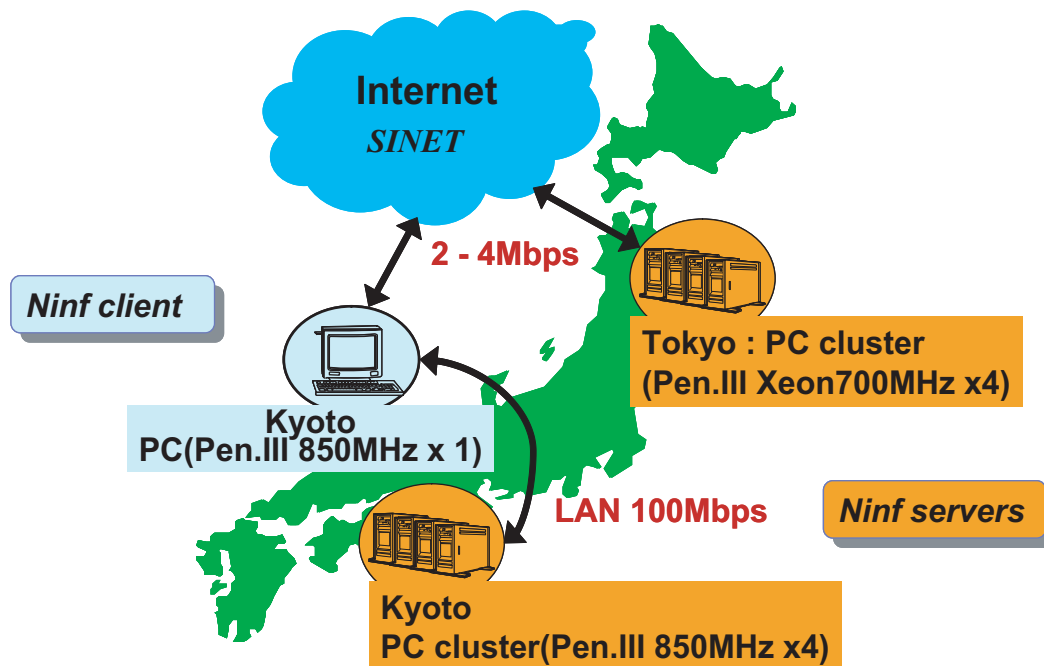 Internet
SINET
2 - 4Mbps
Ninf client
Tokyo : PC cluster
(Pen.III Xeon700MHz x4)
Kyoto
PC(Pen.III 850MHz x 1)
LAN 100Mbps
Ninf servers
Kyoto
PC cluster(Pen.III 850MHz x4)